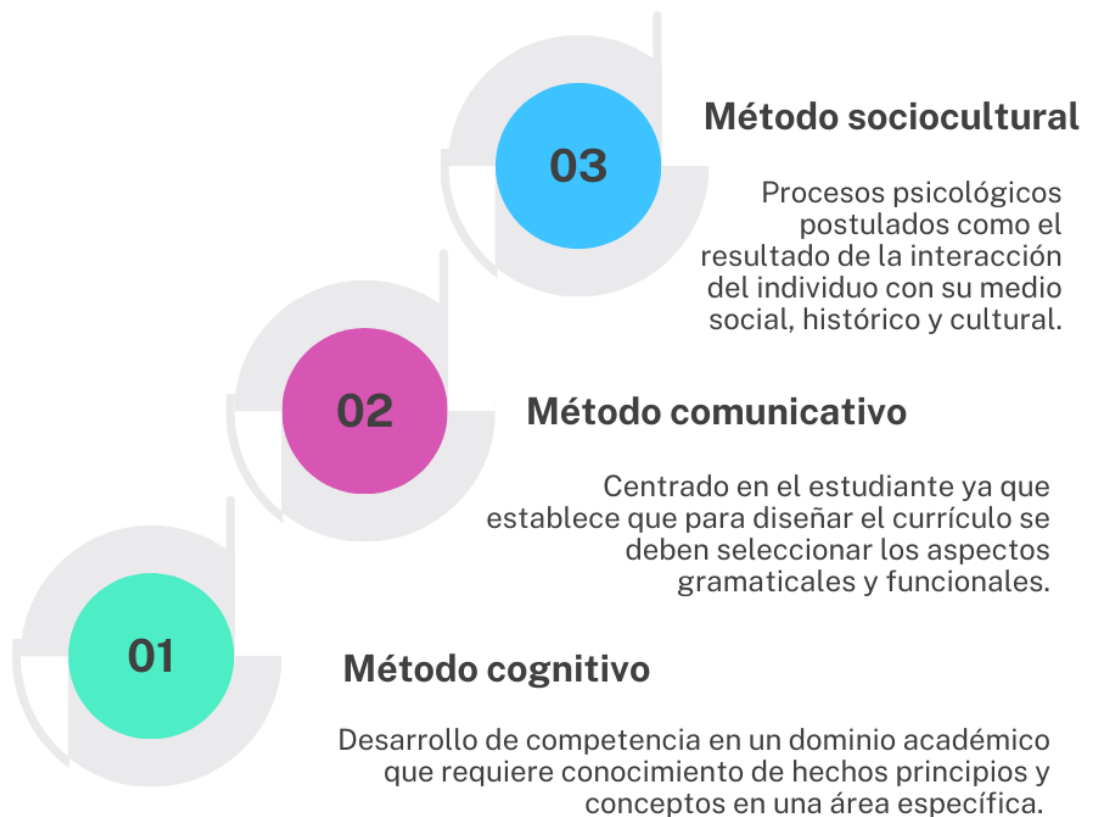 03
Método sociocultural
Procesos psicológicos
postulados como el
resultado de la interacción
del individuo con su medio
social, histórico y cultural.
02
Método comunicativo
Centrado en el estudiante ya que
establece que para diseñar el currículo se
deben seleccionar los aspectos
gramaticales y funcionales.
01
Método cognitivo
Desarrollo de competencia en un dominio académico
que requiere conocimiento de hechos principios y
conceptos en una área específica.